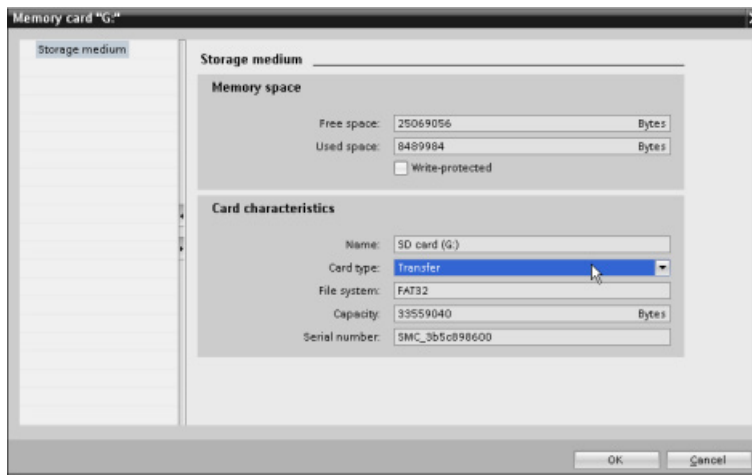 Memory card "G:"
Storage medium
Storage medium
Memory space
Free space: 25069056 Bytes
Used space: 8489984 Bytes
Write-protected
Card characteristics
Name: SD card (G:)
Card type: Transfer
File system: FAT32
Capacity: 33559040 Bytes
Serial number: SMC_3b5c898600
OK Cancel